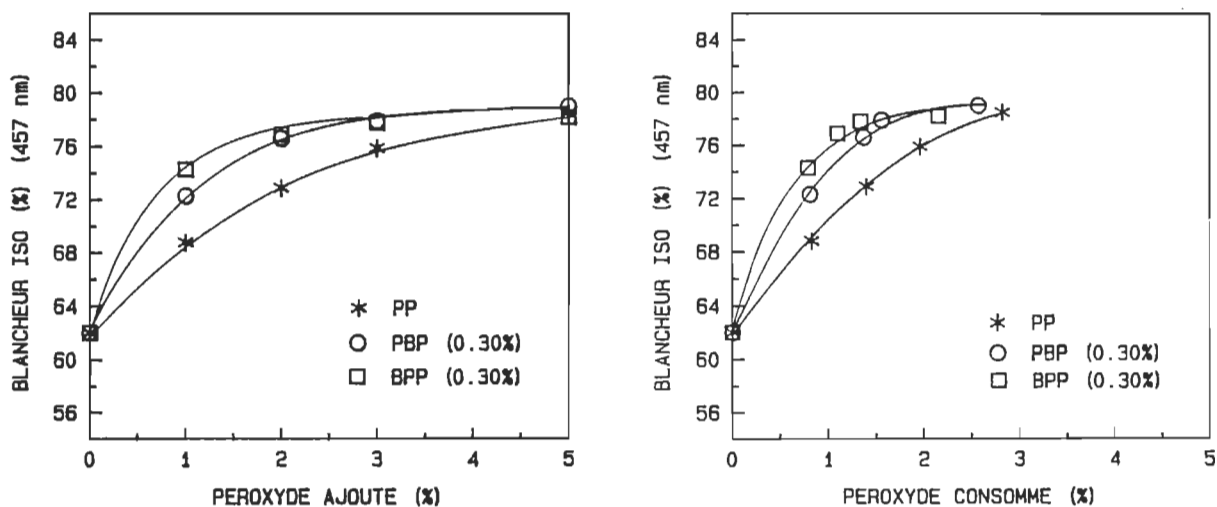 BLANCHEUR ISO (%) (457 nm)
84
80
76
72
68
64
60
56
PP
PBP (0.30%)
BPP (0.30%)
0 1 2 3 4 5
PEROXYDE AJOUTE (%)
BLANCHEUR ISO (%) (457 nm)
84
80
76
72
68
64
60
56
PP
PBP (0.30%)
BPP (0.30%)
0 1 2 3 4 5
PEROXYDE CONSOMME (%)